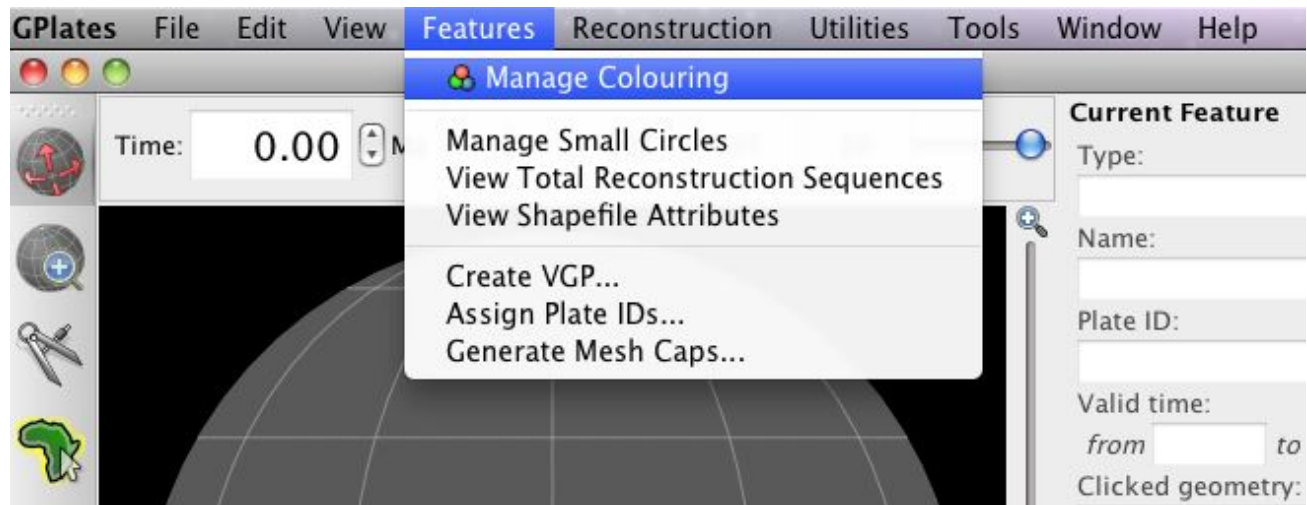 GPlates File Edit View Features Reconstruction Utilities Tools Window Help
Manage Colouring
Manage Small Circles
View Total Reconstruction Sequences
View Shapefile Attributes
Create VGP...
Assign Plate IDs...
Generate Mesh Caps...
Time: 0.00
Current Feature
Type:
Name:
Plate ID:
Valid time:
from to
Clicked geometry: